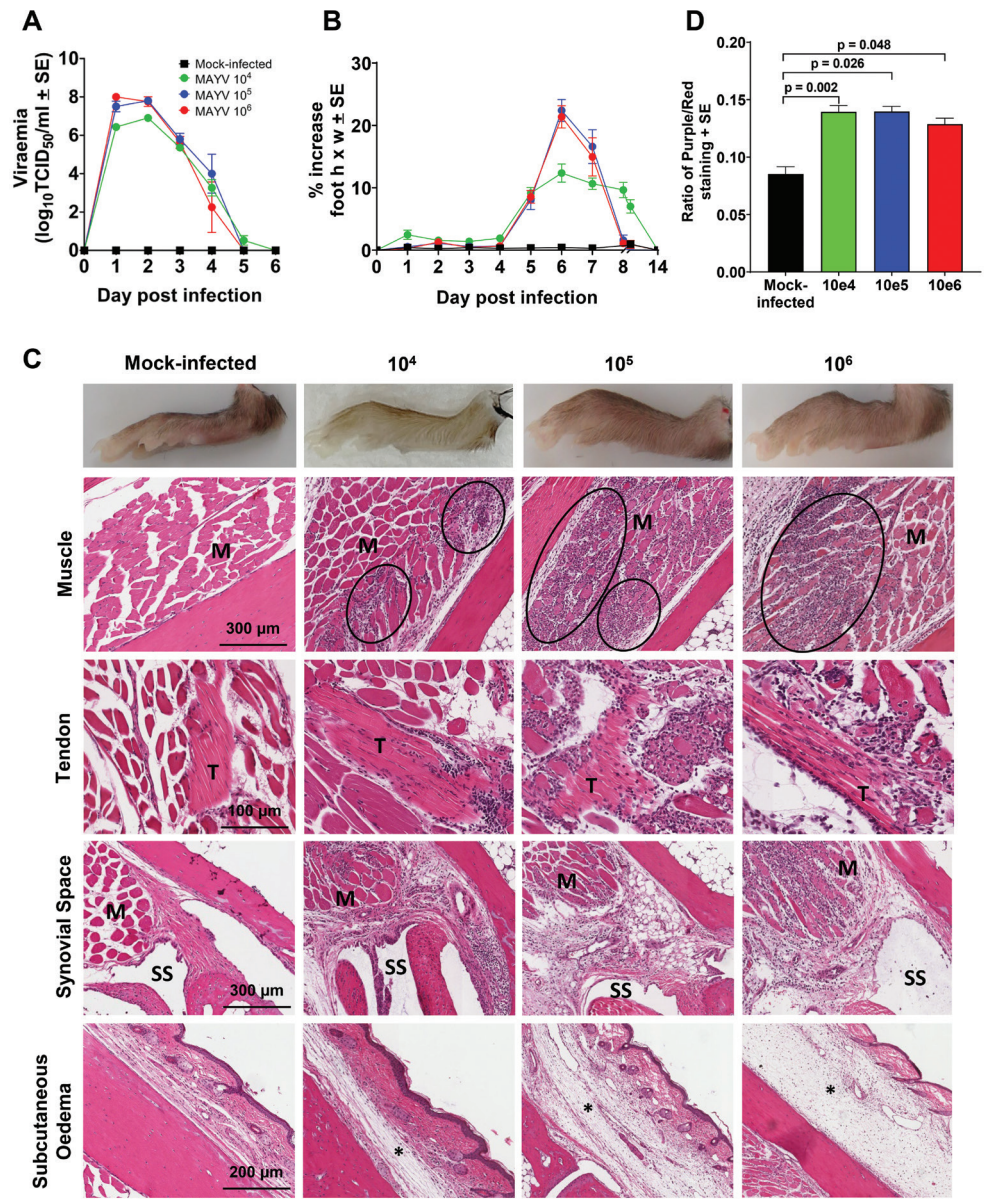 A
Viraemia
(log₁₀TCID₅₀/ml ± SE)
10
8
6
4
2
0
0 1 2 3 4 5 6
Day post infection
Mock-infected
MAYV 10⁴
MAYV 10⁵
MAYV 10⁶
B
% increase
foot h x w ± SE
30
20
10
0
0 1 2 3 4 5 6 7 8 14
Day post infection
D
Ratio of Purple/Red
staining + SE
0.20
0.15
0.10
0.05
0.00
p = 0.048
p = 0.026
p = 0.002
Mock-
infected
10e4 10e5 10e6
C
Mock-infected 10⁴ 10⁵ 10⁶
Muscle
M M M M
300 µm
Tendon
T T T T
100 µm
Synovial Space
M M M M
SS SS SS SS
300 µm
Subcutaneous
Oedema
* * *
200 µm